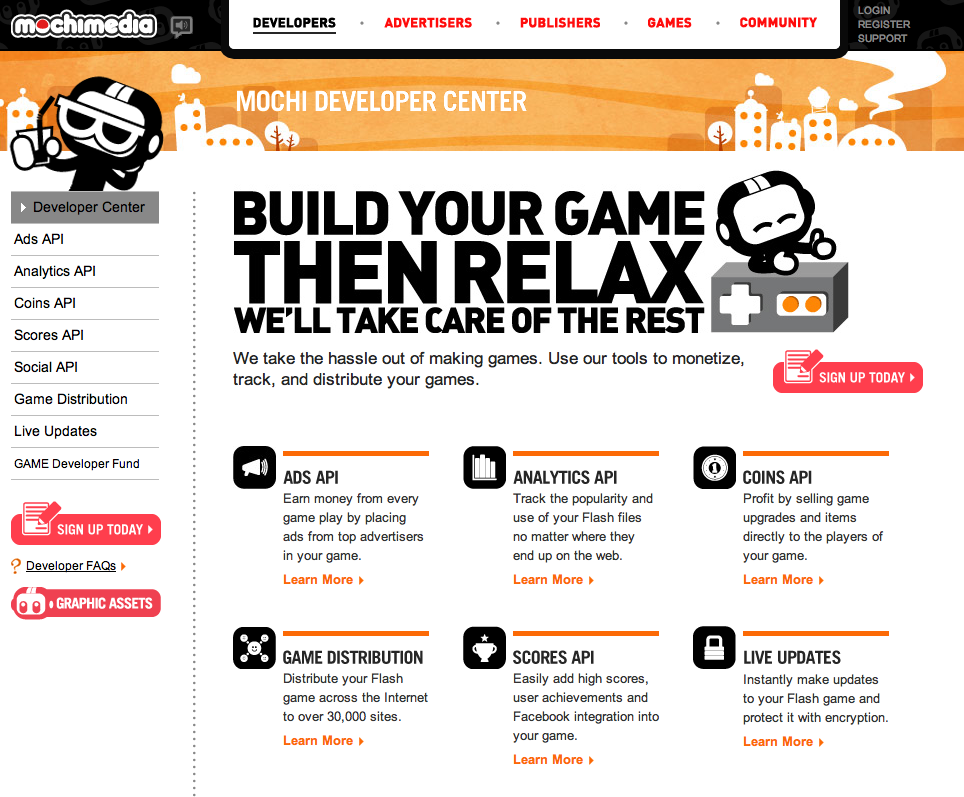 mochimedia
DEVELOPERS • ADVERTISERS • PUBLISHERS • GAMES • COMMUNITY
LOGIN
REGISTER
SUPPORT
MOCHI DEVELOPER CENTER
Developer Center
Ads API
Analytics API
Coins API
Scores API
Social API
Game Distribution
Live Updates
GAME Developer Fund
SIGN UP TODAY
? Developer FAQs
GRAPHIC ASSETS
BUILD YOUR GAME
THEN RELAX
WE'LL TAKE CARE OF THE REST
We take the hassle out of making games. Use our tools to monetize,
track, and distribute your games.
SIGN UP TODAY
ADS API
Earn money from every
game play by placing
ads from top advertisers
in your game.
Learn More
ANALYTICS API
Track the popularity and
use of your Flash files
no matter where they
end up on the web.
Learn More
1
COINS API
Profit by selling game
upgrades and items
directly to the players of
your game.
Learn More
GAME DISTRIBUTION
Distribute your Flash
game across the Internet
to over 30,000 sites.
Learn More
SCORES API
Easily add high scores,
user achievements and
Facebook integration into
your game.
Learn More
LIVE UPDATES
Instantly make updates
to your Flash game and
protect it with encryption.
Learn More